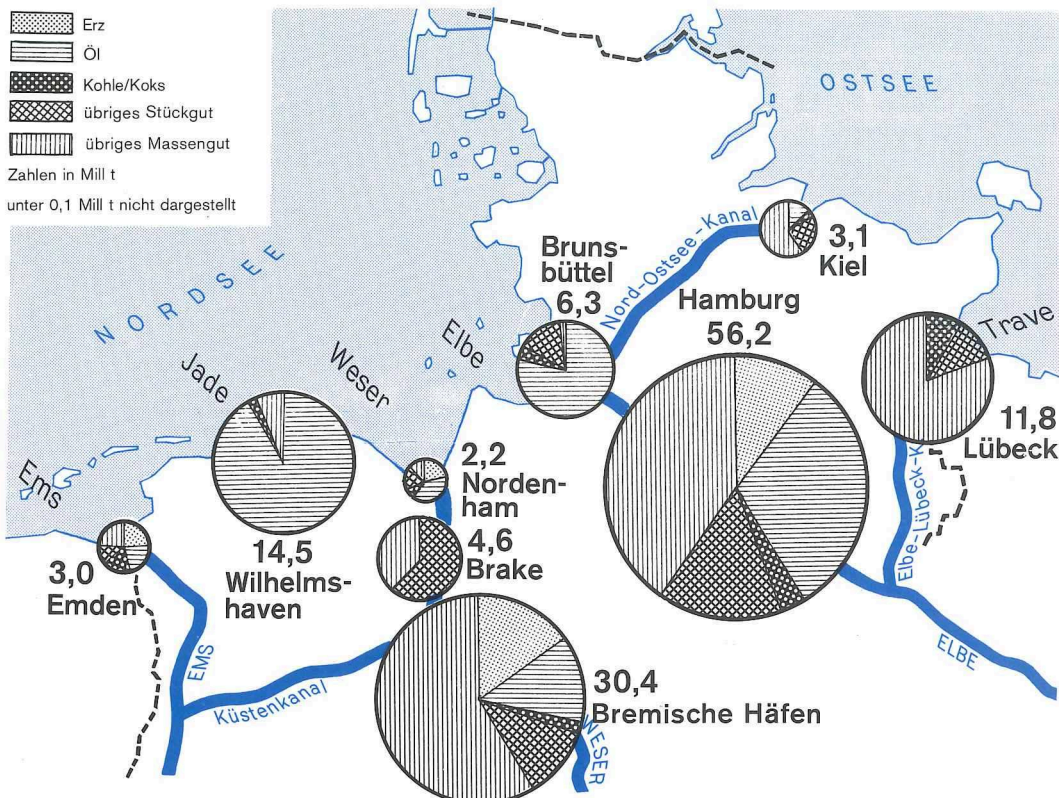 Erz
Öl
Kohle/Koks
übriges Stückgut
übriges Massengut
Zahlen in Mill t
unter 0,1 Mill t nicht dargestellt
OSTSEE
NORDSEE
Nord-Ostsee-Kanal
3,1
Kiel
Bruns-
büttel
6,3
Hamburg
56,2
Trave
11,8
Lübeck
Elbe-Lübeck-K
Elbe
Weser
Jade
Ems
2,2
Norden-
ham
4,6
Brake
14,5
Wilhelms-
haven
3,0
Emden
EMS
Küstenkanal
30,4
Bremische Häfen
WESER
ELBE